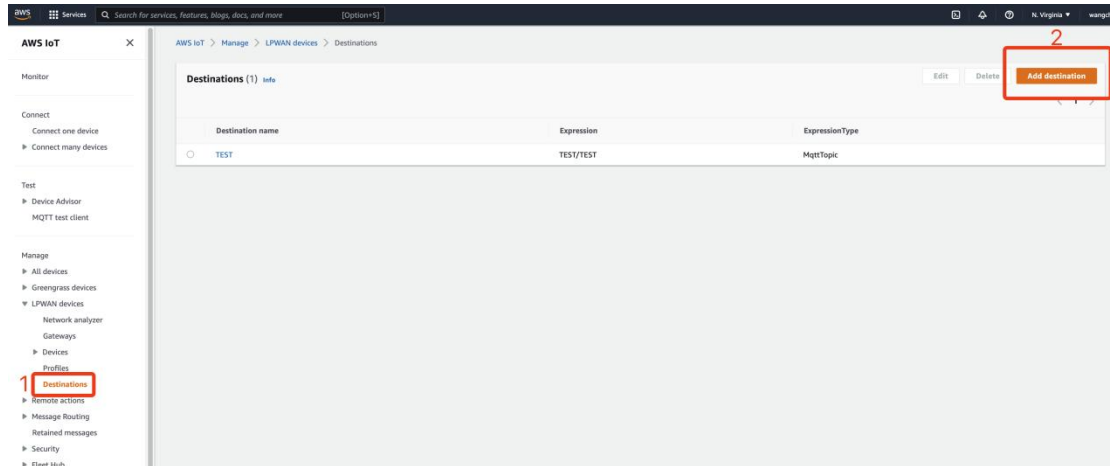 aws Services Search for services, features, blogs, docs, and more [Option+S] N. Virginia ▼
AWS IoT ×
AWS IoT > Manage > LPWAN devices > Destinations
2
Monitor
Destinations (1) Info
Edit Delete Add destination
< 1 >
Connect
Connect one device
Connect many devices
Destination name Expression ExpressionType
TEST TEST/TEST MqttTopic
Test
Device Advisor
MQTT test client
Manage
All devices
Greengrass devices
LPWAN devices
Network analyzer
Gateways
Devices
Profiles
1 Destinations
Remote actions
Message Routing
Retained messages
Security
Fleet Hub